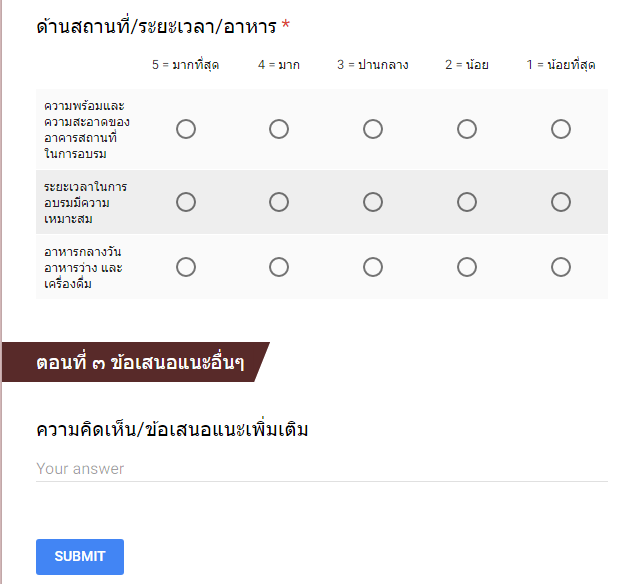 ด้านสถานที่/ระยะเวลา/อาหาร *
5 = มากที่สุด 4 = มาก 3 = ปานกลาง 2 = น้อย 1 = น้อยที่สุด
ความพร้อมและ
ความสะอาดของ
อาคารสถานที่
ในการอบรม
ระยะเวลาในการ
อบรมมีความ
เหมาะสม
อาหารกลางวัน
อาหารว่าง และ
เครื่องดื่ม
ตอนที่ ๓ ข้อเสนอแนะอื่นๆ
ความคิดเห็น/ข้อเสนอแนะเพิ่มเติม
Your answer
SUBMIT